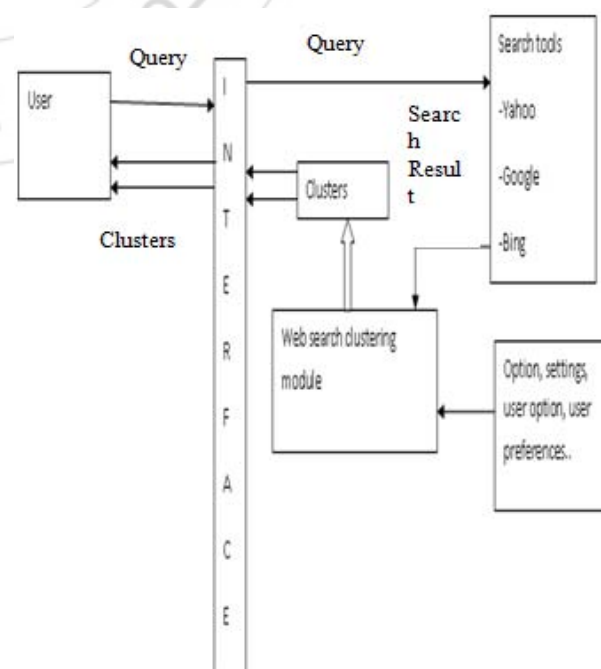 Query
Query
User
Clusters
I
N
T
E
R
F
A
C
E
Search tools
-Yahoo
-Google
-Bing
Searc
h
Resul
t
Clusters
Web search clustering
module
Option, settings,
user option, user
preferences..